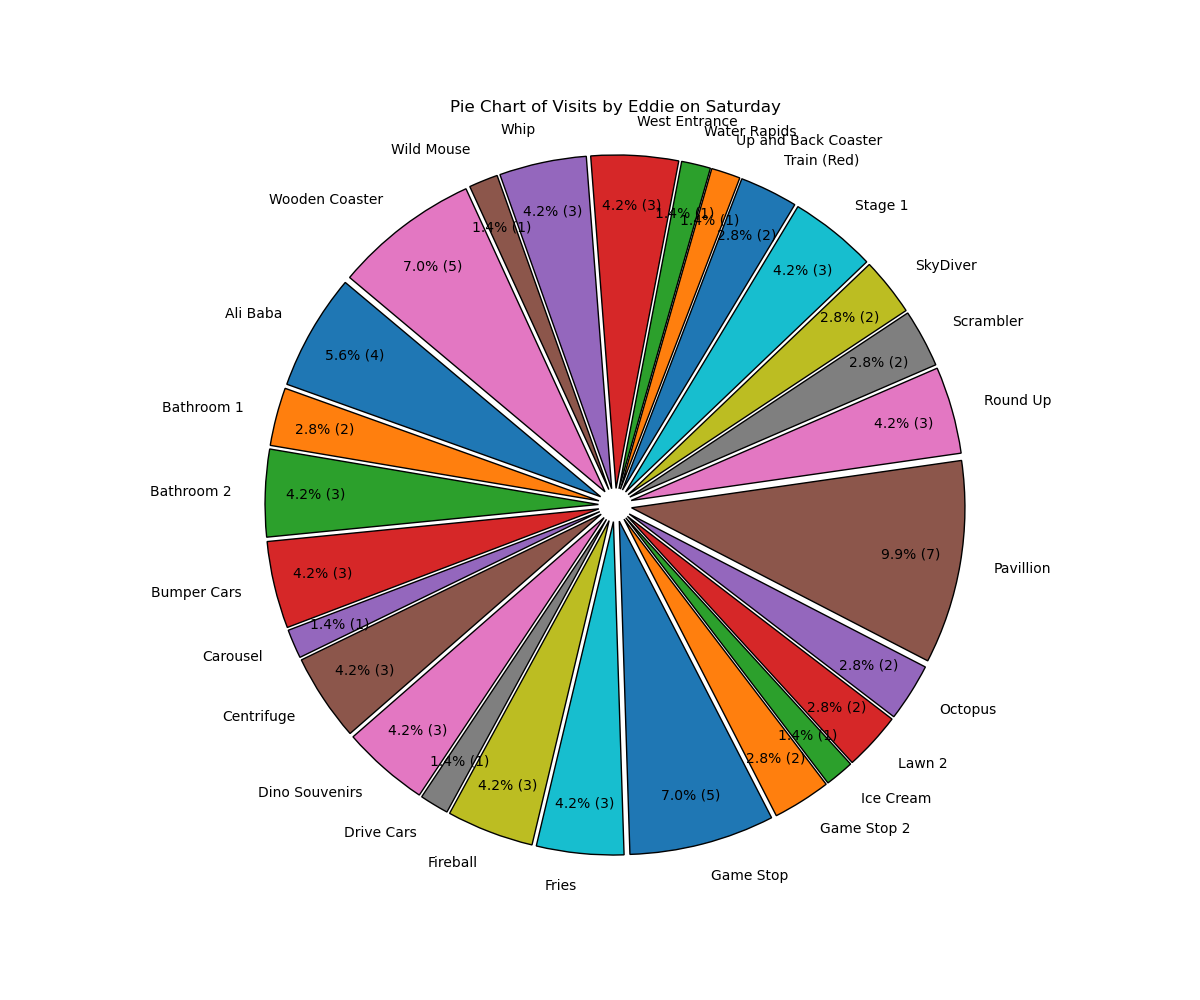 Pie Chart of Visits by Eddie on Saturday
West Entrance
Water Rapids
Up and Back Coaster
Train (Red)
Whip
Wild Mouse
Wooden Coaster
Stage 1
SkyDiver
Scrambler
Round Up
Ali Baba
Bathroom 1
Bathroom 2
Bumper Cars
Carousel
Centrifuge
Dino Souvenirs
Drive Cars
Fireball
Fries
Game Stop
Game Stop 2
Ice Cream
Lawn 2
Octopus
Pavillion
4.2% (3)
1.4% (1)
1.4% (1)
2.8% (2)
4.2% (3)
1.4% (1)
7.0% (5)
4.2% (3)
2.8% (2)
2.8% (2)
4.2% (3)
5.6% (4)
2.8% (2)
4.2% (3)
4.2% (3)
1.4% (1)
4.2% (3)
4.2% (3)
1.4% (1)
4.2% (3)
4.2% (3)
7.0% (5)
2.8% (2)
1.4% (1)
2.8% (2)
2.8% (2)
9.9% (7)